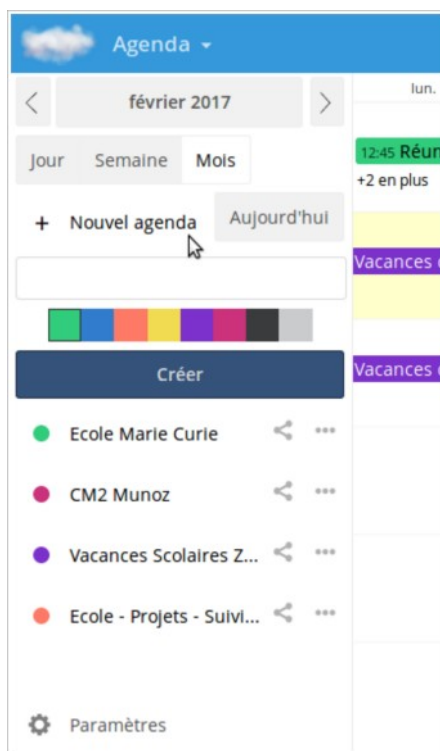 Agenda
février 2017
lun.
Jour Semaine Mois
12:45 Réun
+2 en plus
+ Nouvel agenda
Aujourd'hui
Vacances
Créer
Vacances
Ecole Marie Curie
CM2 Munoz
Vacances Scolaires Z...
Ecole - Projets - Suivi...
Paramètres